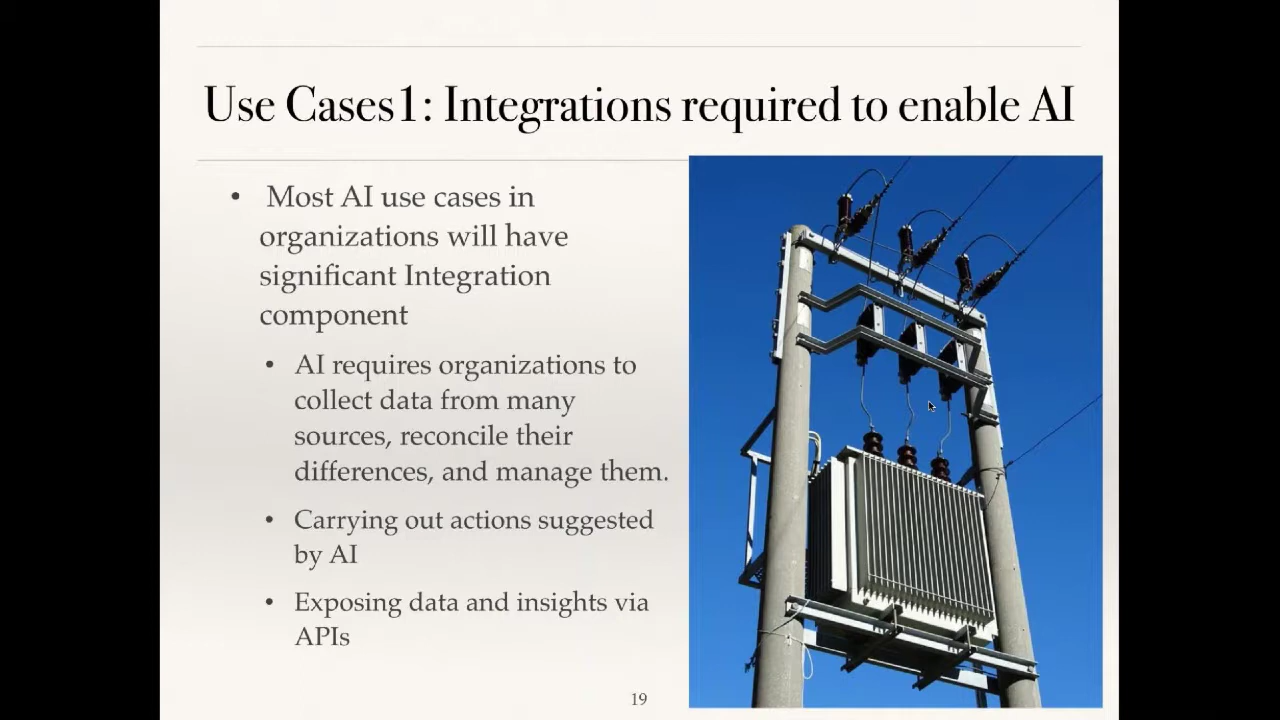 Use Cases1: Integrations required to enable AI
• Most AI use cases in
organizations will have
significant Integration
component
• AI requires organizations to
collect data from many
sources, reconcile their
differences, and manage them.
• Carrying out actions suggested
by AI
• Exposing data and insights via
APIs
19